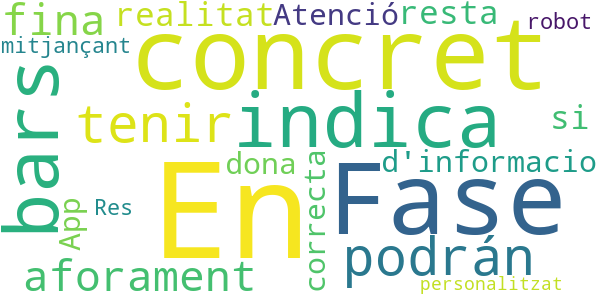 fina
realitat
Atenció
resta
robot
mitjançant
concret
bars
tenir
indica
si
En
dona
d'informacio
Fase
correcta
App
Res
podrán
aforament
personalitzat